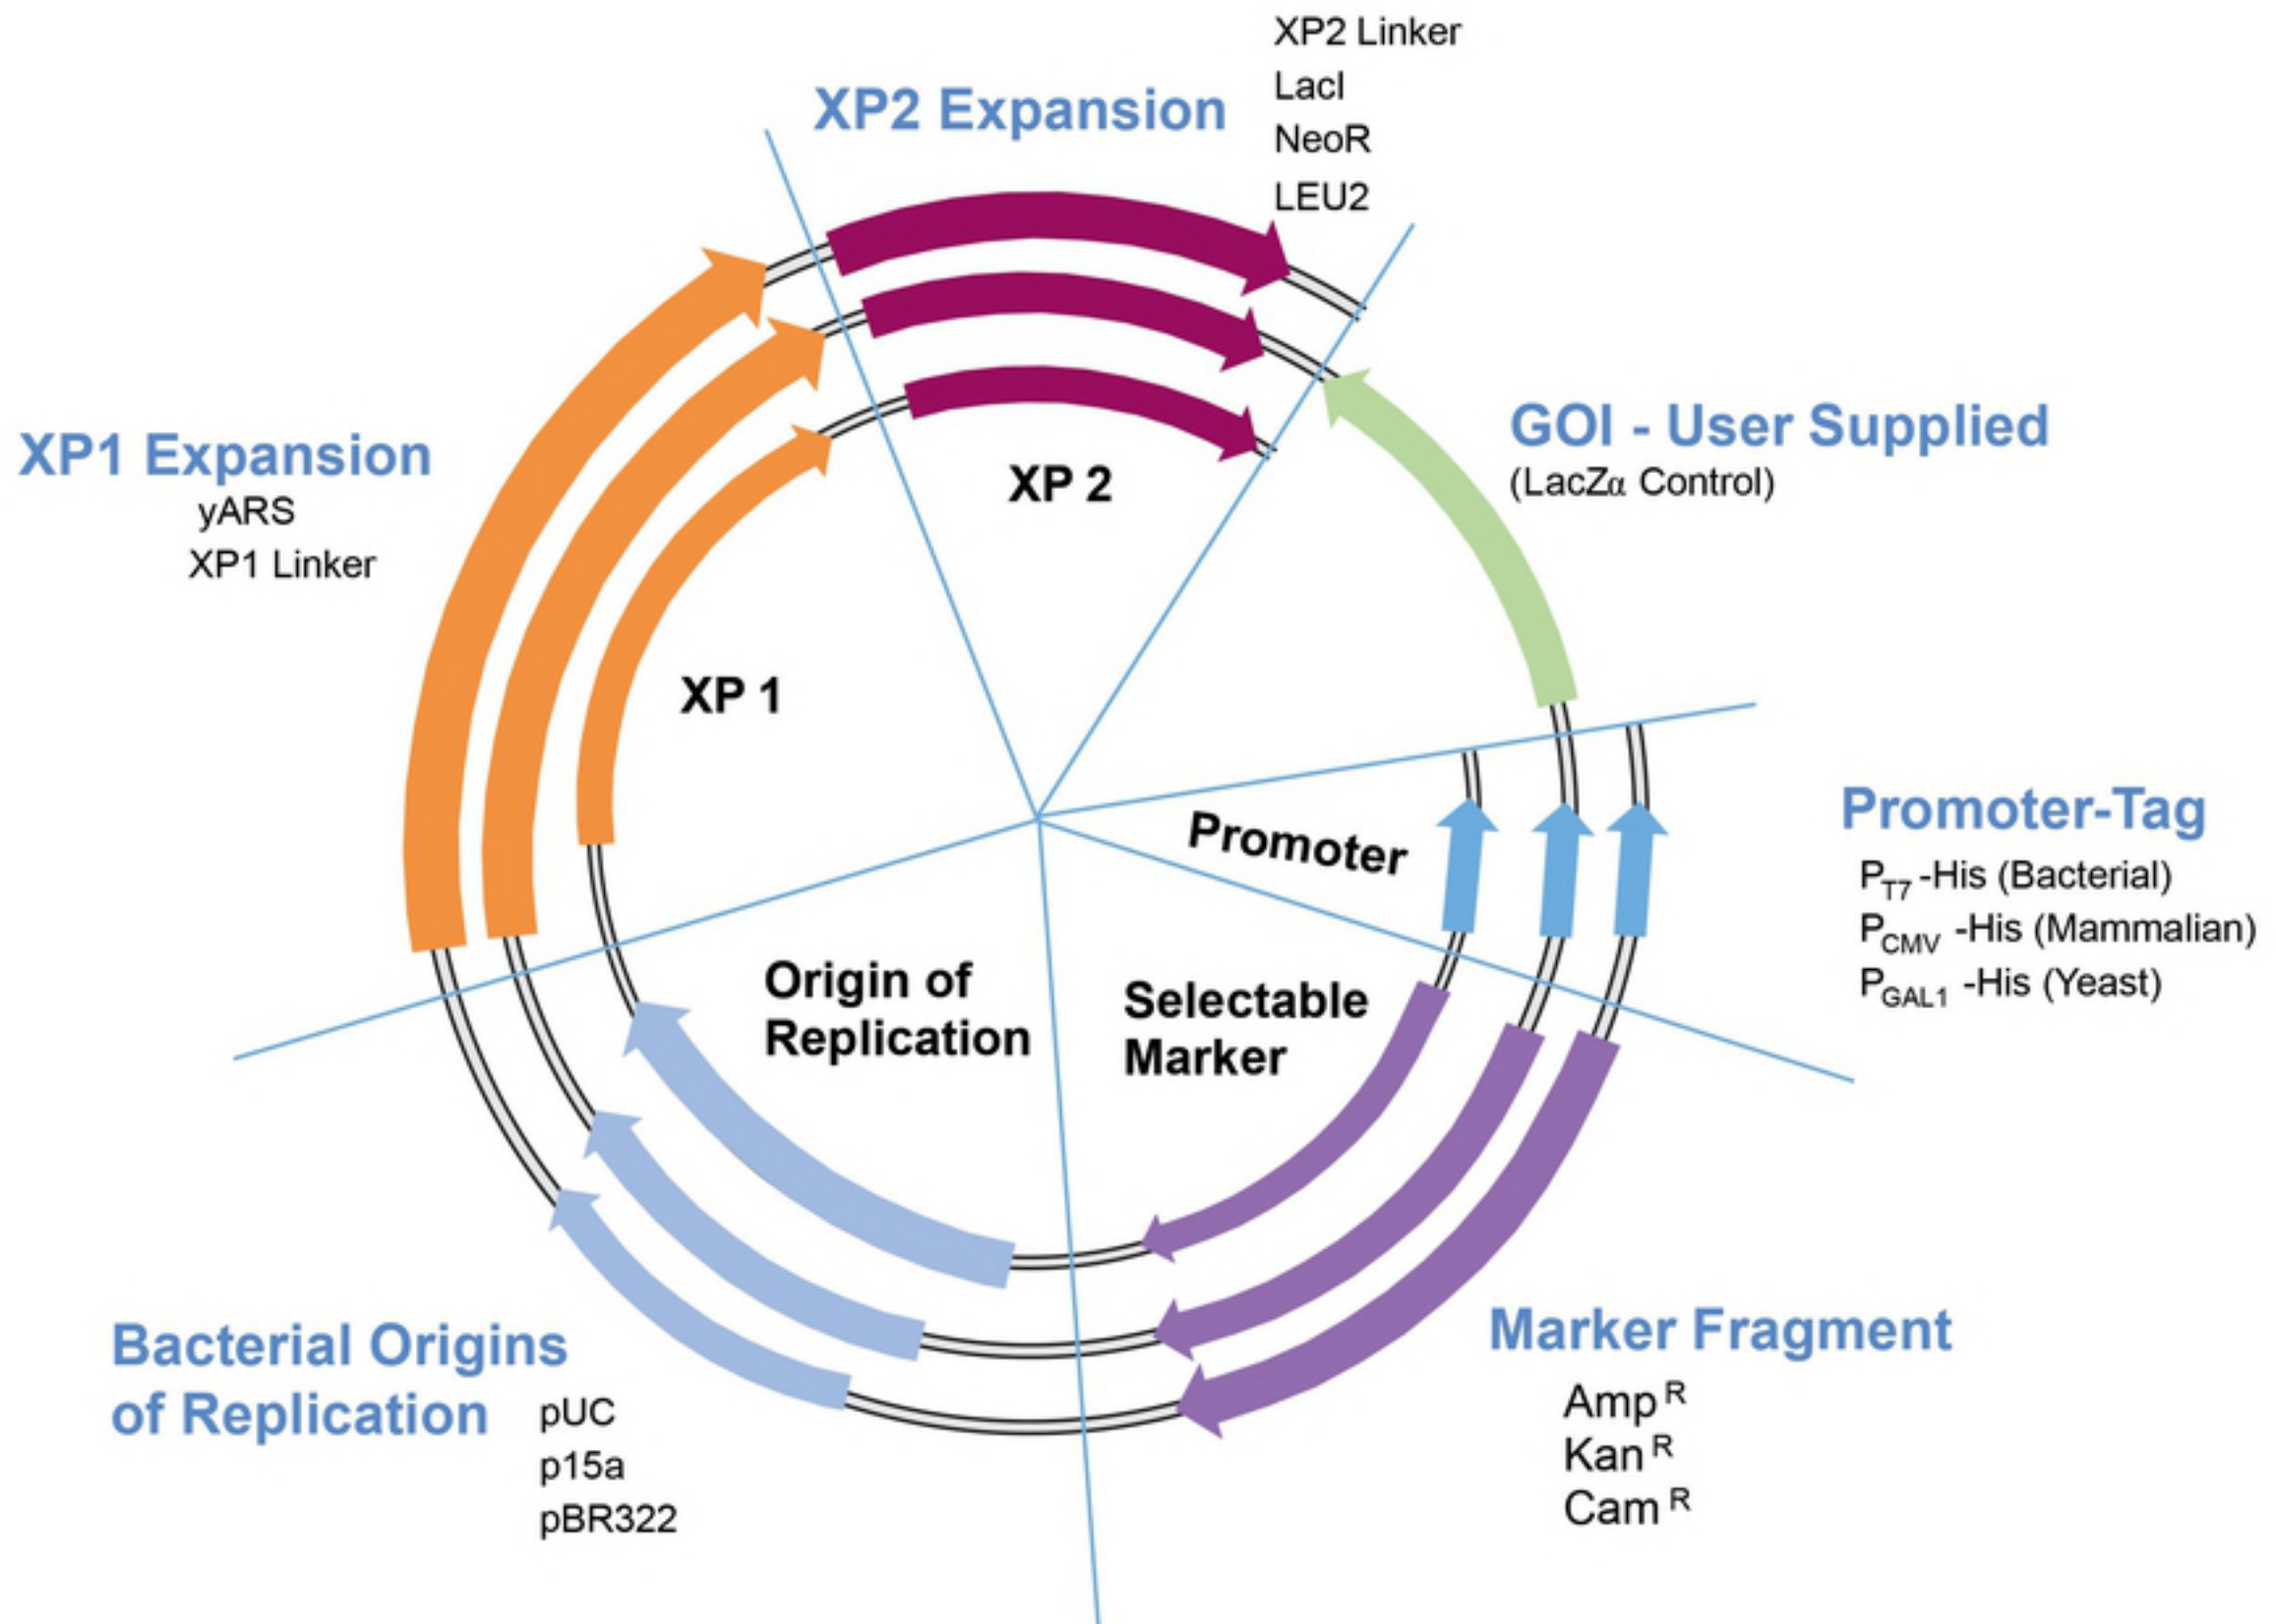 XP2 Expansion
XP2 Linker
LacI
NeoR
LEU2
XP1 Expansion
yARS
XP1 Linker
XP 2
XP 1
GOI - User Supplied
(LacZα Control)
Promoter
Promoter-Tag
PT7 -His (Bacterial)
PCMV -His (Mammalian)
PGAL1 -His (Yeast)
Origin of
Replication
Selectable
Marker
Bacterial Origins
of Replication
pUC
p15a
pBR322
Marker Fragment
Amp R
Kan R
Cam R